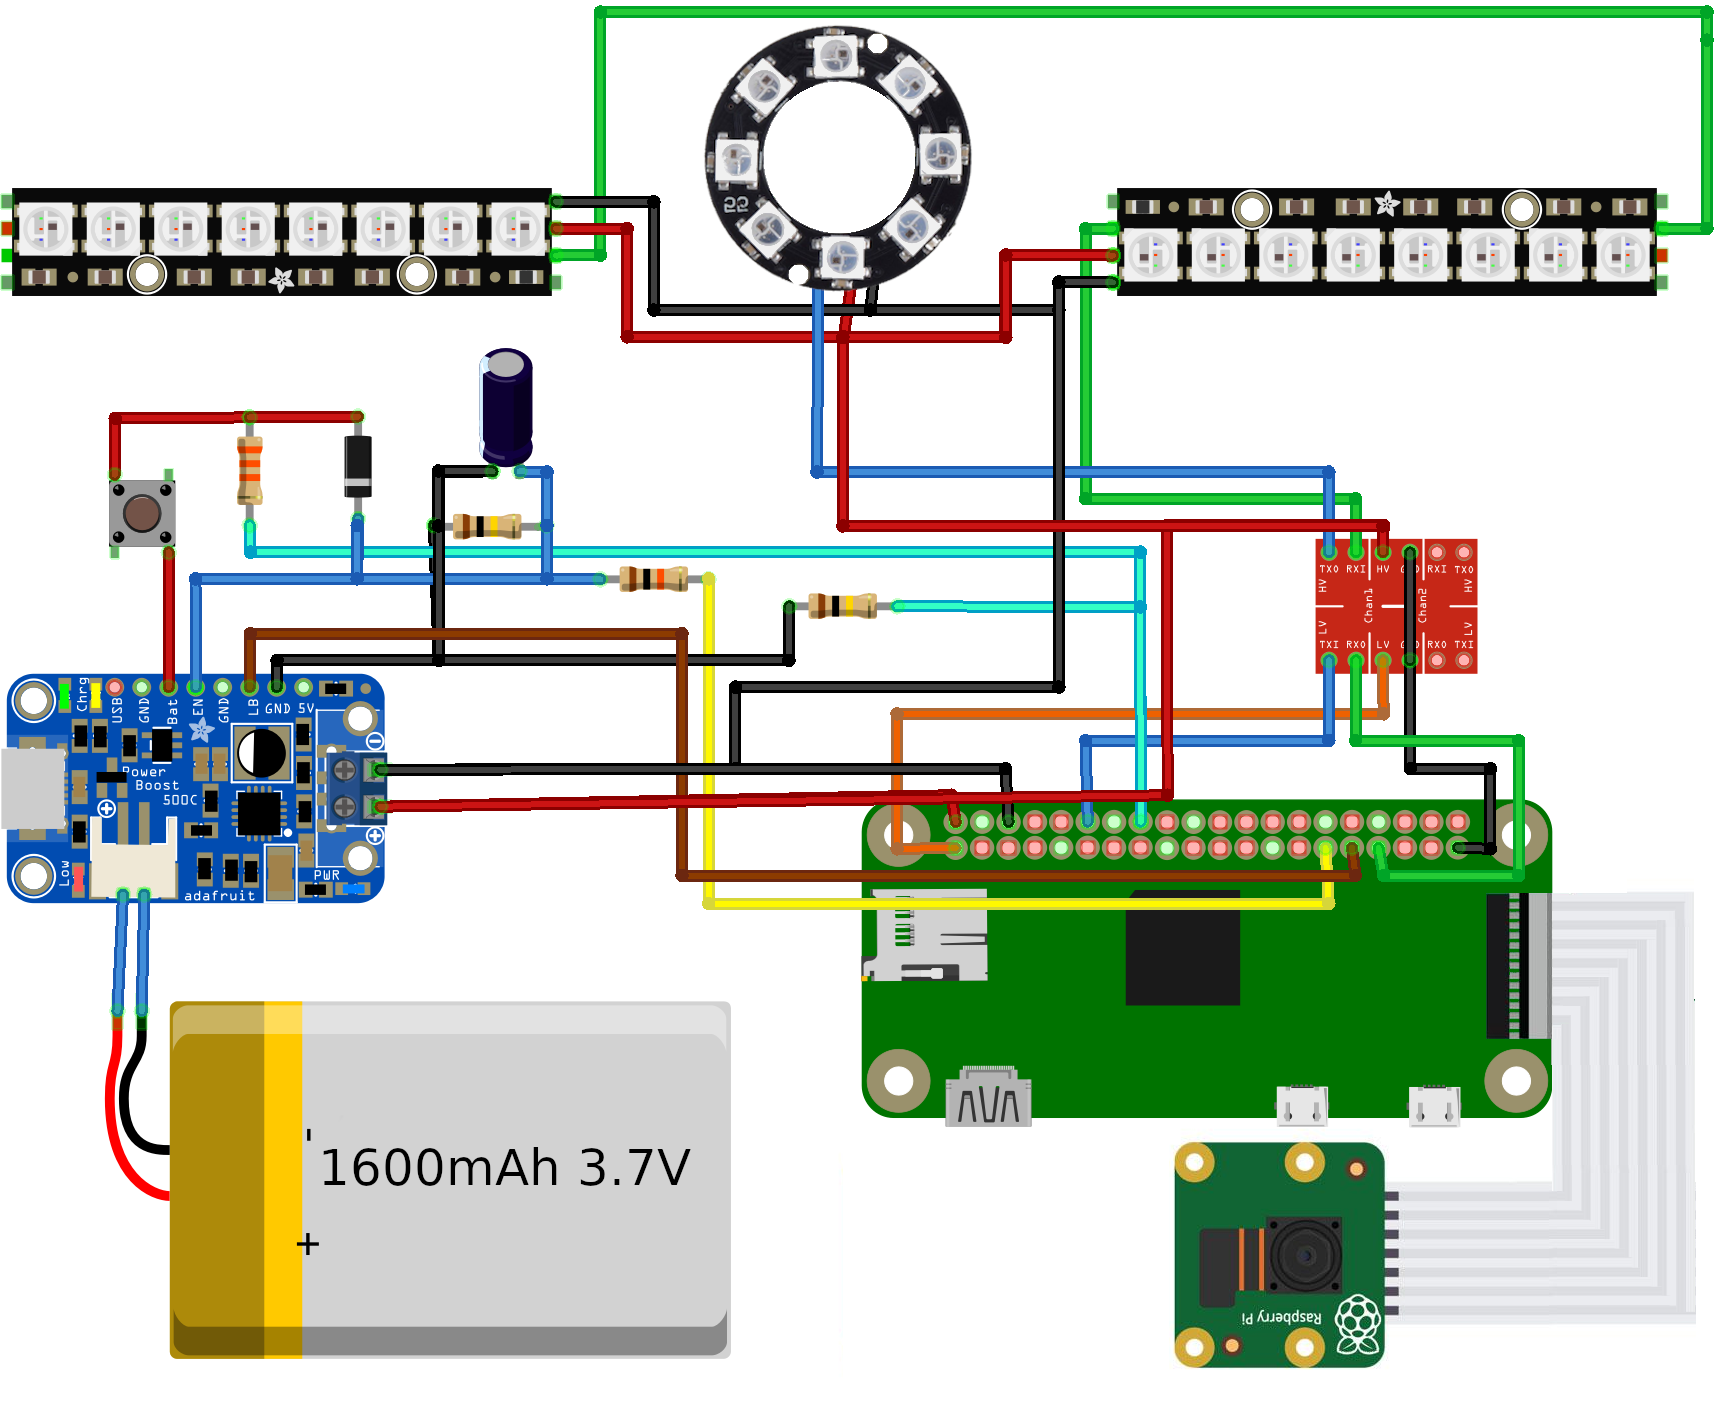 TXO RXI HV GND RXI TXO
HV
HV
Chan1
Chan2
LV
LV
TXI RXO LV GND RXO TXI
Chrg
USB
GND
Bat
EN
GND
LB
GND 5V
Power
Boost
500C
Low
PWR
adafruit
1600mAh 3.7V
Raspberry Pi